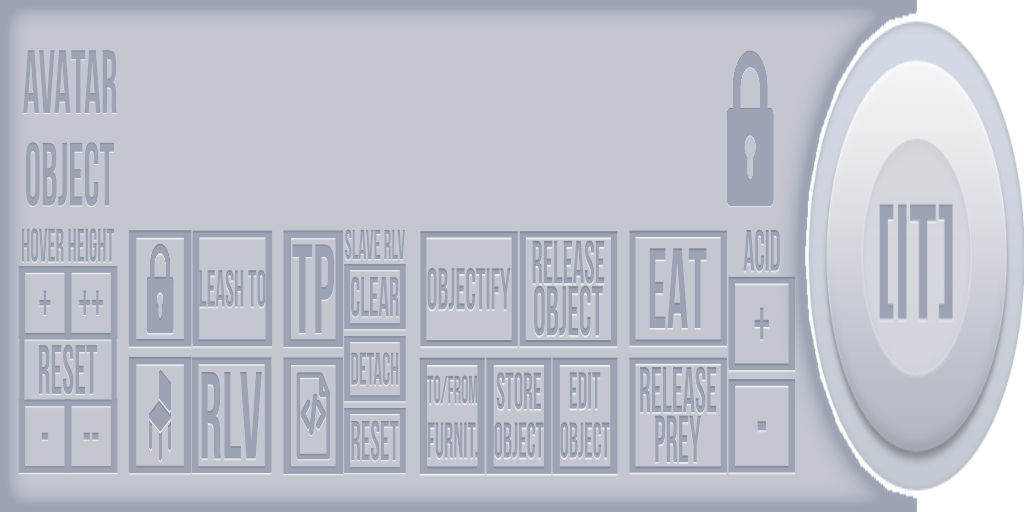 AVATAR
OBJECT
HOVER HEIGHT
+ ++
RESET
- --
LEASH TO
RLV
TP
SLAVE RLV
CLEAR
DETACH
RESET
</>
OBJECTIFY
RELEASE
OBJECT
TO/FROM
FURNIT.
STORE
OBJECT
EDIT
OBJECT
EAT
RELEASE
PREY
ACID
+
-
[IT]